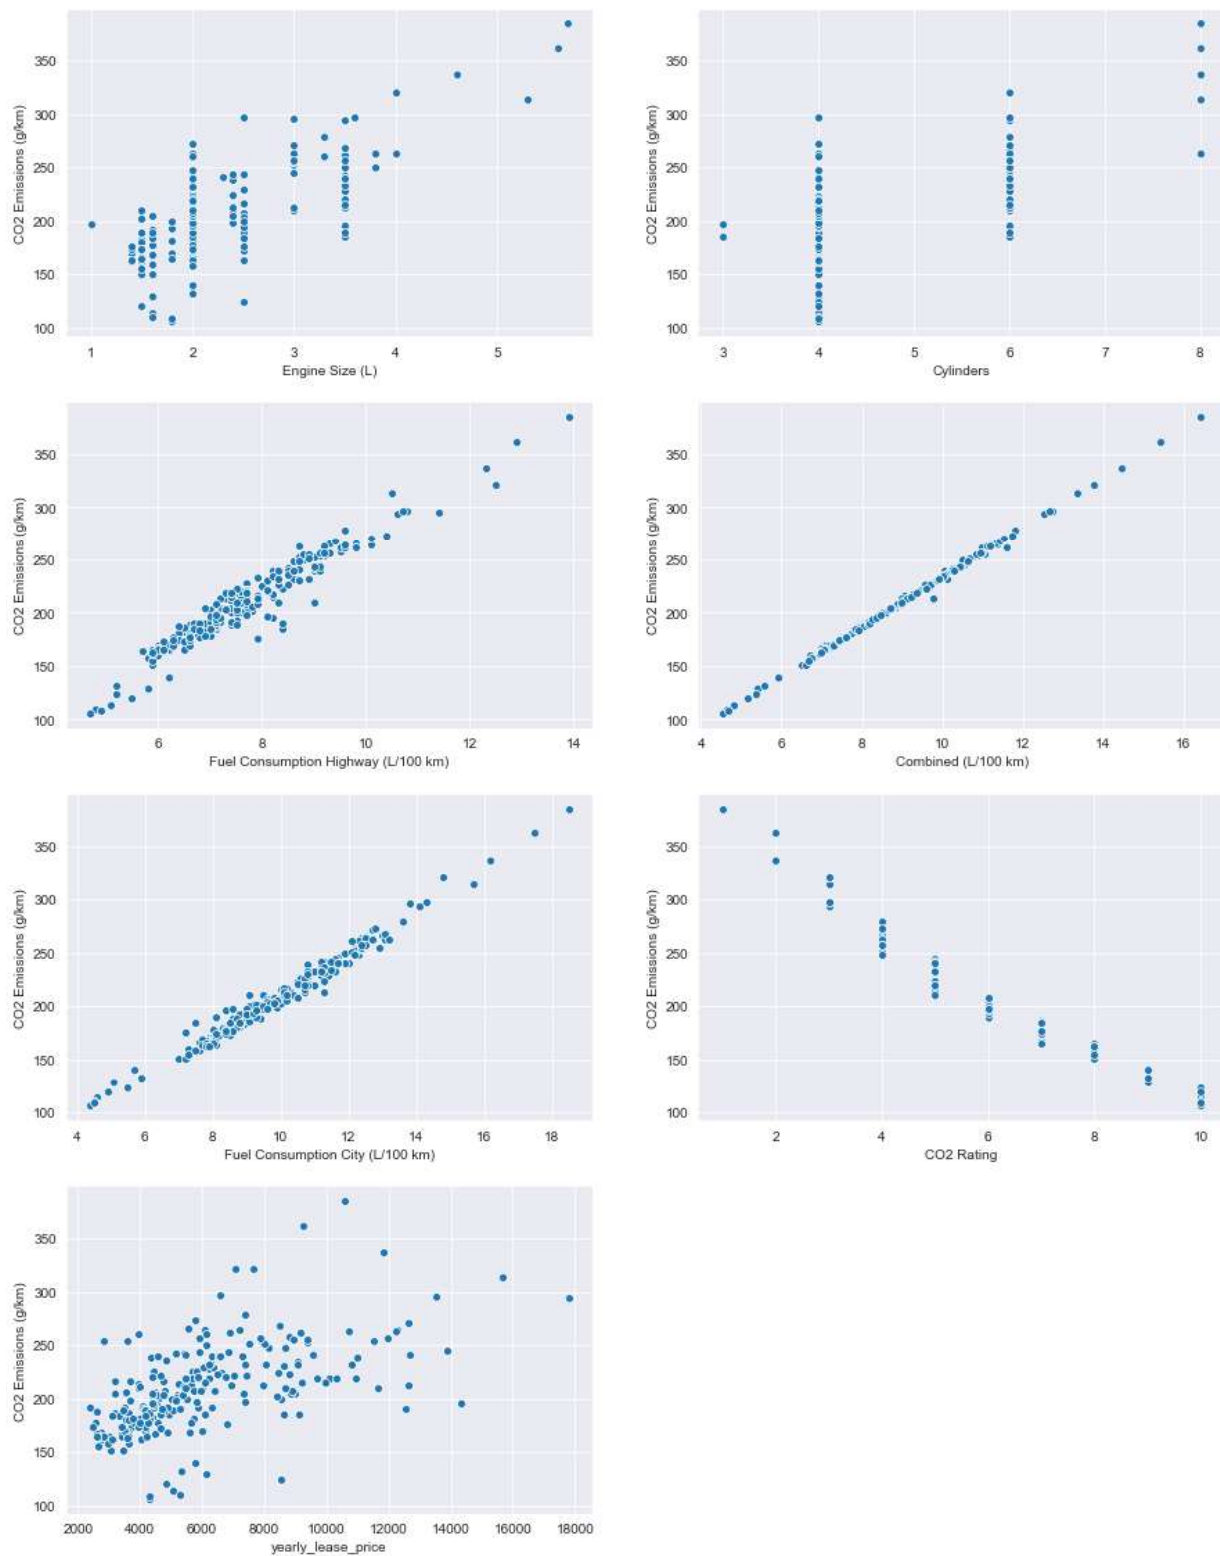 350
300
250
200
150
100
CO2 Emissions (g/km)
1 2 3 4 5
Engine Size (L)
350
300
250
200
150
100
CO2 Emissions (g/km)
3 4 5 6 7 8
Cylinders
350
300
250
200
150
100
CO2 Emissions (g/km)
6 8 10 12 14
Fuel Consumption Highway (L/100 km)
350
300
250
200
150
100
CO2 Emissions (g/km)
4 6 8 10 12 14 16
Combined (L/100 km)
350
300
250
200
150
100
CO2 Emissions (g/km)
4 6 8 10 12 14 16 18
Fuel Consumption City (L/100 km)
350
300
250
200
150
100
CO2 Emissions (g/km)
2 4 6 8 10
CO2 Rating
350
300
250
200
150
100
CO2 Emissions (g/km)
2000 4000 6000 8000 10000 12000 14000 16000 18000
yearly_lease_price